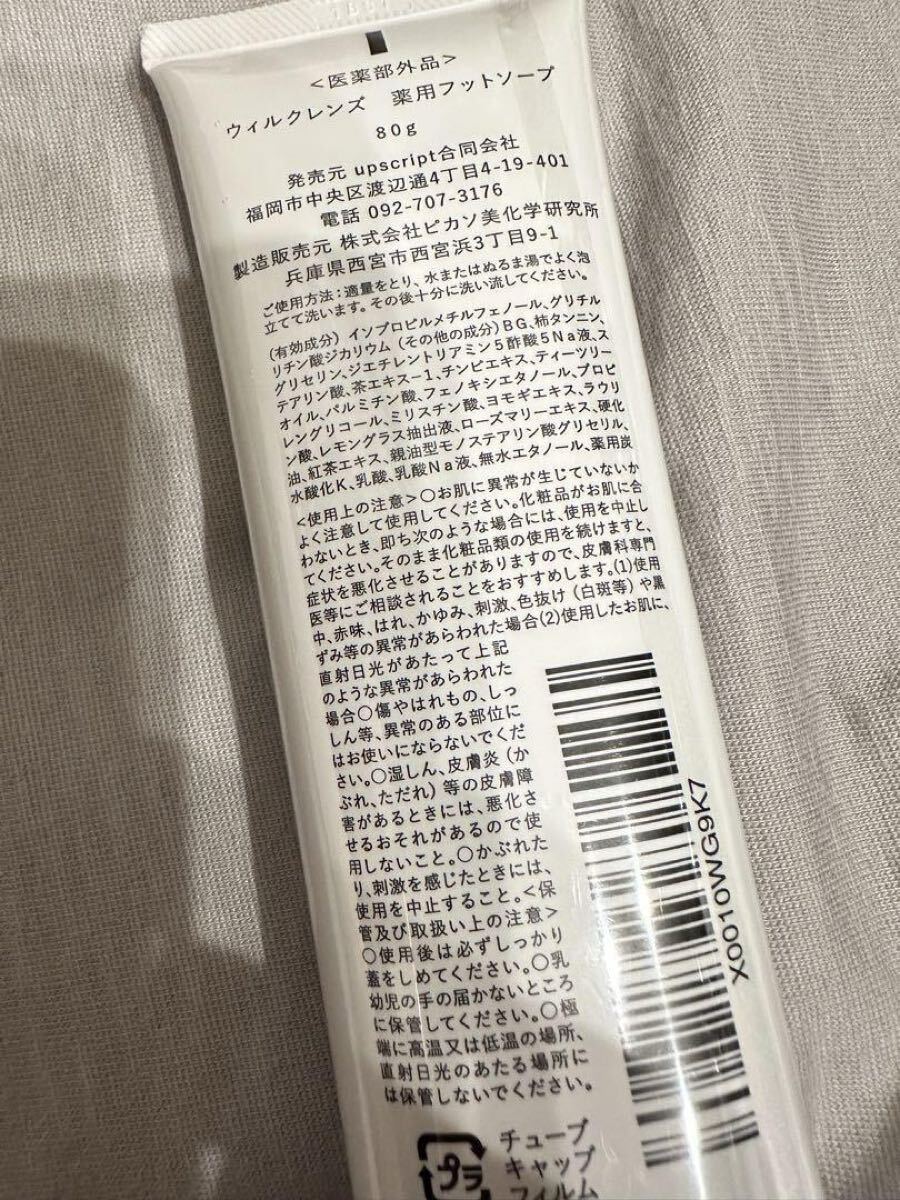 <医薬部外品>
ウィルクレンズ 薬用フットソープ
80g
発売元 upscript合同会社
福岡市中央区渡辺通4丁目4-19-401
電話 092-707-3176
製造販売元 株式会社ピカソ美化学研究所
兵庫県西宮市西宮浜3丁目9-1
ご使用方法:適量をとり、水またはぬるま湯でよく泡
立てて洗います。その後十分に洗い流してください。
(有効成分) イソプロピルメチルフェノール、グリチル
リチン酸ジカリウム (その他の成分) BG、柿タンニン、
グリセリン、ジエチレントリアミン5酢酸5Na液、ス
テアリン酸、茶エキス-1、チンピエキス、ティーツリー
オイル、パルミチン酸、フェノキシエタノール、プロピ
レングリコール、ミリスチン酸、ヨモギエキス、ラウリ
ン酸、レモングラス抽出液、ローズマリーエキス、硬化
油、紅茶エキス、親油型モノステアリン酸グリセリル、
水酸化K、乳酸、乳酸Na液、無水エタノール、薬用炭
<使用上の注意>○お肌に異常が生じていないか
よく注意して使用してください。化粧品がお肌に合
わないとき、即ち次のような場合には、使用を中止し
てください。そのまま化粧品類の使用を続けますと、
症状を悪化させることがありますので、皮膚科専門
医等にご相談されることをおすすめします。(1)使用
中、赤味、はれ、かゆみ、刺激、色抜け (白斑等) や黒
ずみ等の異常があらわれた場合(2)使用したお肌に、
直射日光があたって上記
のような異常があらわれた
場合○傷やはれもの、しっ
しん等、異常のある部位に
はお使いにならないでくだ
さい。○湿しん、皮膚炎 (か
ぶれ、ただれ) 等の皮膚障
害があるときには、悪化さ
せるおそれがあるので使
用しないこと。○かぶれた
り、刺激を感じたときには、
使用を中止すること。<保
管及び取扱い上の注意>
○使用後は必ずしっかり
蓋をしめてください。○乳
幼児の手の届かないところ
に保管してください。○極
端に高温又は低温の場所、
直射日光のあたる場所に
は保管しないでください。
X0010WG9K7
プラ
チューブ
キャップ
フィルム